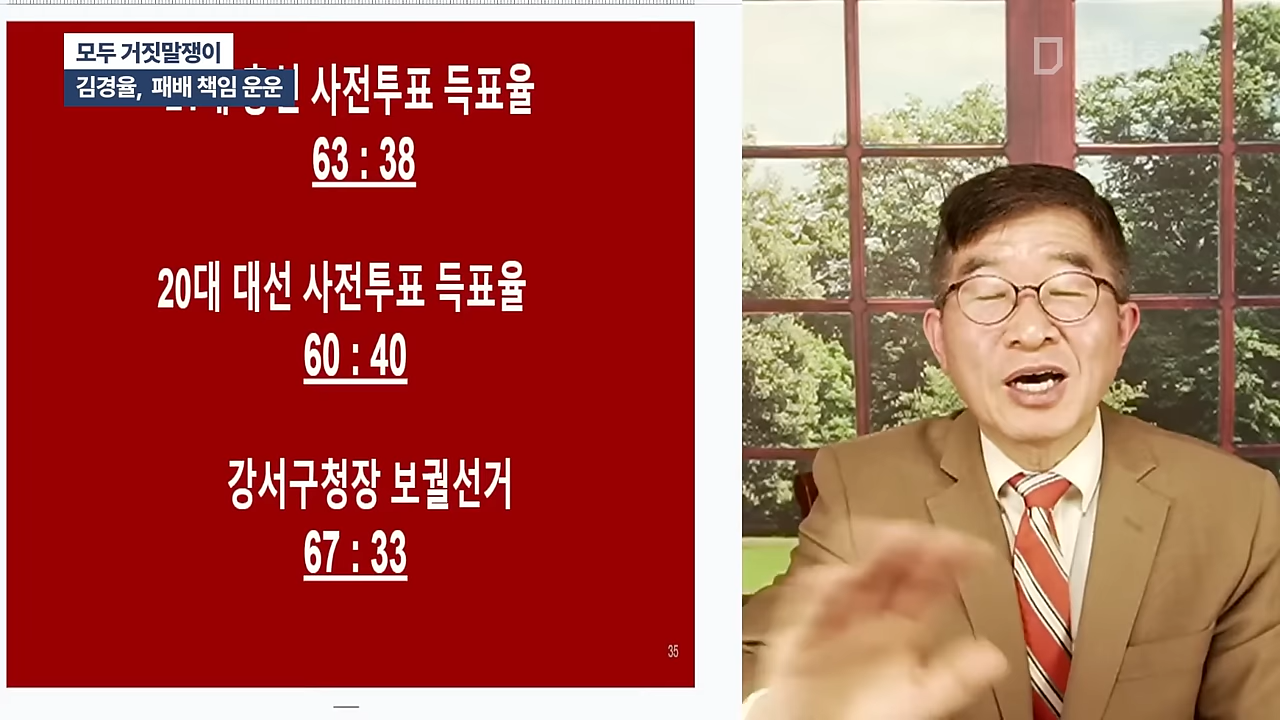 모두 거짓말쟁이
김경율, 패배 책임 운운
사전투표 득표율
63 : 38
20대 대선 사전투표 득표율
60 : 40
강서구청장 보궐선거
67 : 33
35